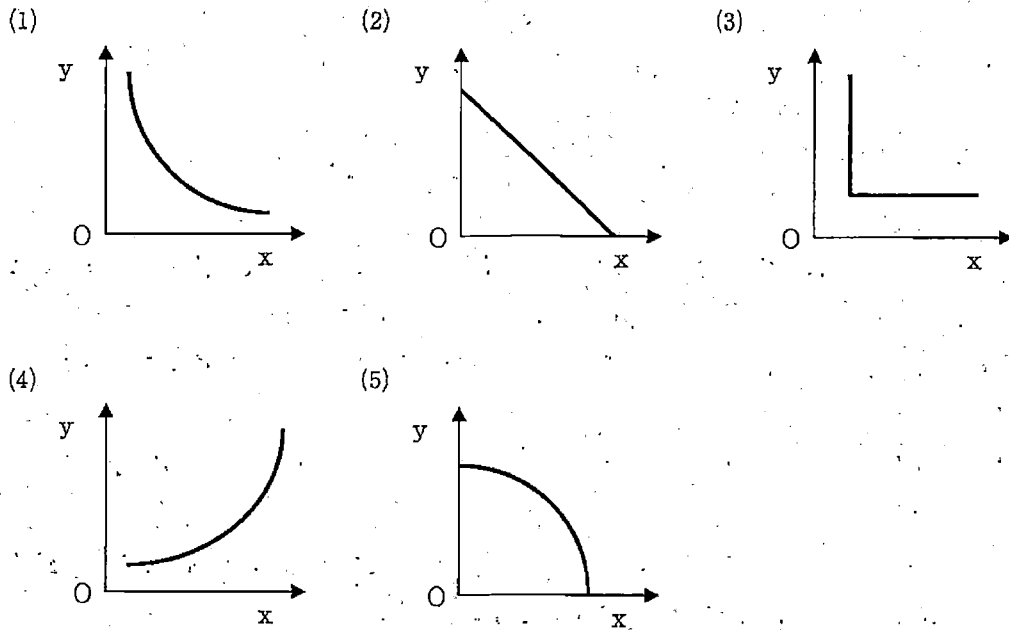 (1) (2) (3)
y y y
O x O x O x
(4) (5)
y y
O x O x